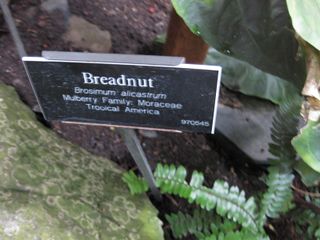 Breadnut
Brosimum alicastrum
Mulberry Family: Moraceae
Tropical America
970545